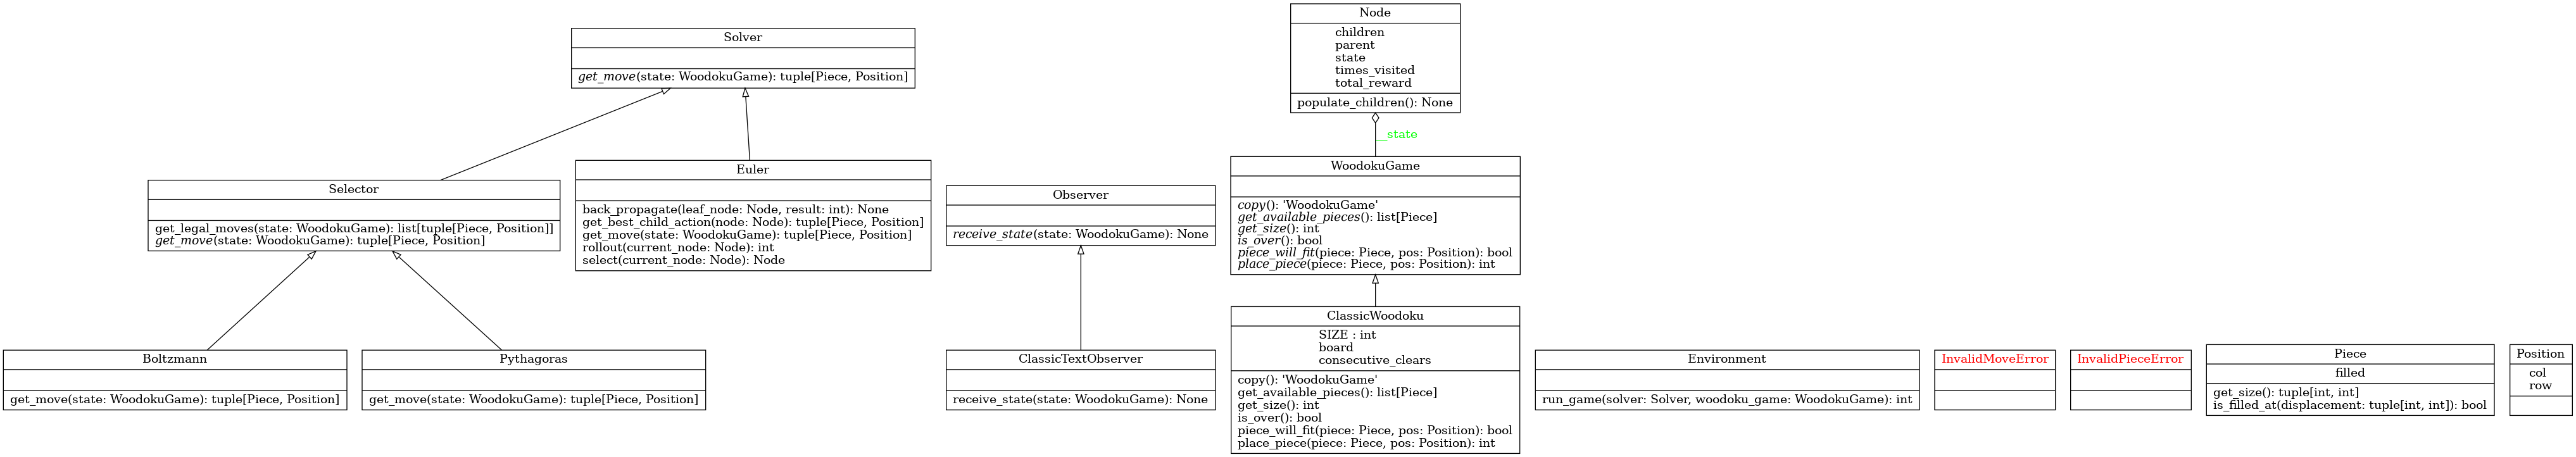 Node
children
parent
state
times_visited
total_reward
populate_children(): None
Solver
get_move(state: WoodokuGame): tuple[Piece, Position]
__state
Selector
get_legal_moves(state: WoodokuGame): list[tuple[Piece, Position]]
get_move(state: WoodokuGame): tuple[Piece, Position]
Euler
back_propagate(leaf_node: Node, result: int): None
get_best_child_action(node: Node): tuple[Piece, Position]
get_move(state: WoodokuGame): tuple[Piece, Position]
rollout(current_node: Node): int
select(current_node: Node): Node
Observer
receive_state(state: WoodokuGame): None
WoodokuGame
copy(): 'WoodokuGame'
get_available_pieces(): list[Piece]
get_size(): int
is_over(): bool
piece_will_fit(piece: Piece, pos: Position): bool
place_piece(piece: Piece, pos: Position): int
Boltzmann
get_move(state: WoodokuGame): tuple[Piece, Position]
Pythagoras
get_move(state: WoodokuGame): tuple[Piece, Position]
ClassicTextObserver
receive_state(state: WoodokuGame): None
ClassicWoodoku
SIZE : int
board
consecutive_clears
copy(): 'WoodokuGame'
get_available_pieces(): list[Piece]
get_size(): int
is_over(): bool
piece_will_fit(piece: Piece, pos: Position): bool
place_piece(piece: Piece, pos: Position): int
Environment
run_game(solver: Solver, woodoku_game: WoodokuGame): int
InvalidMoveError
InvalidPieceError
Piece
filled
get_size(): tuple[int, int]
is_filled_at(displacement: tuple[int, int]): bool
Position
col
row